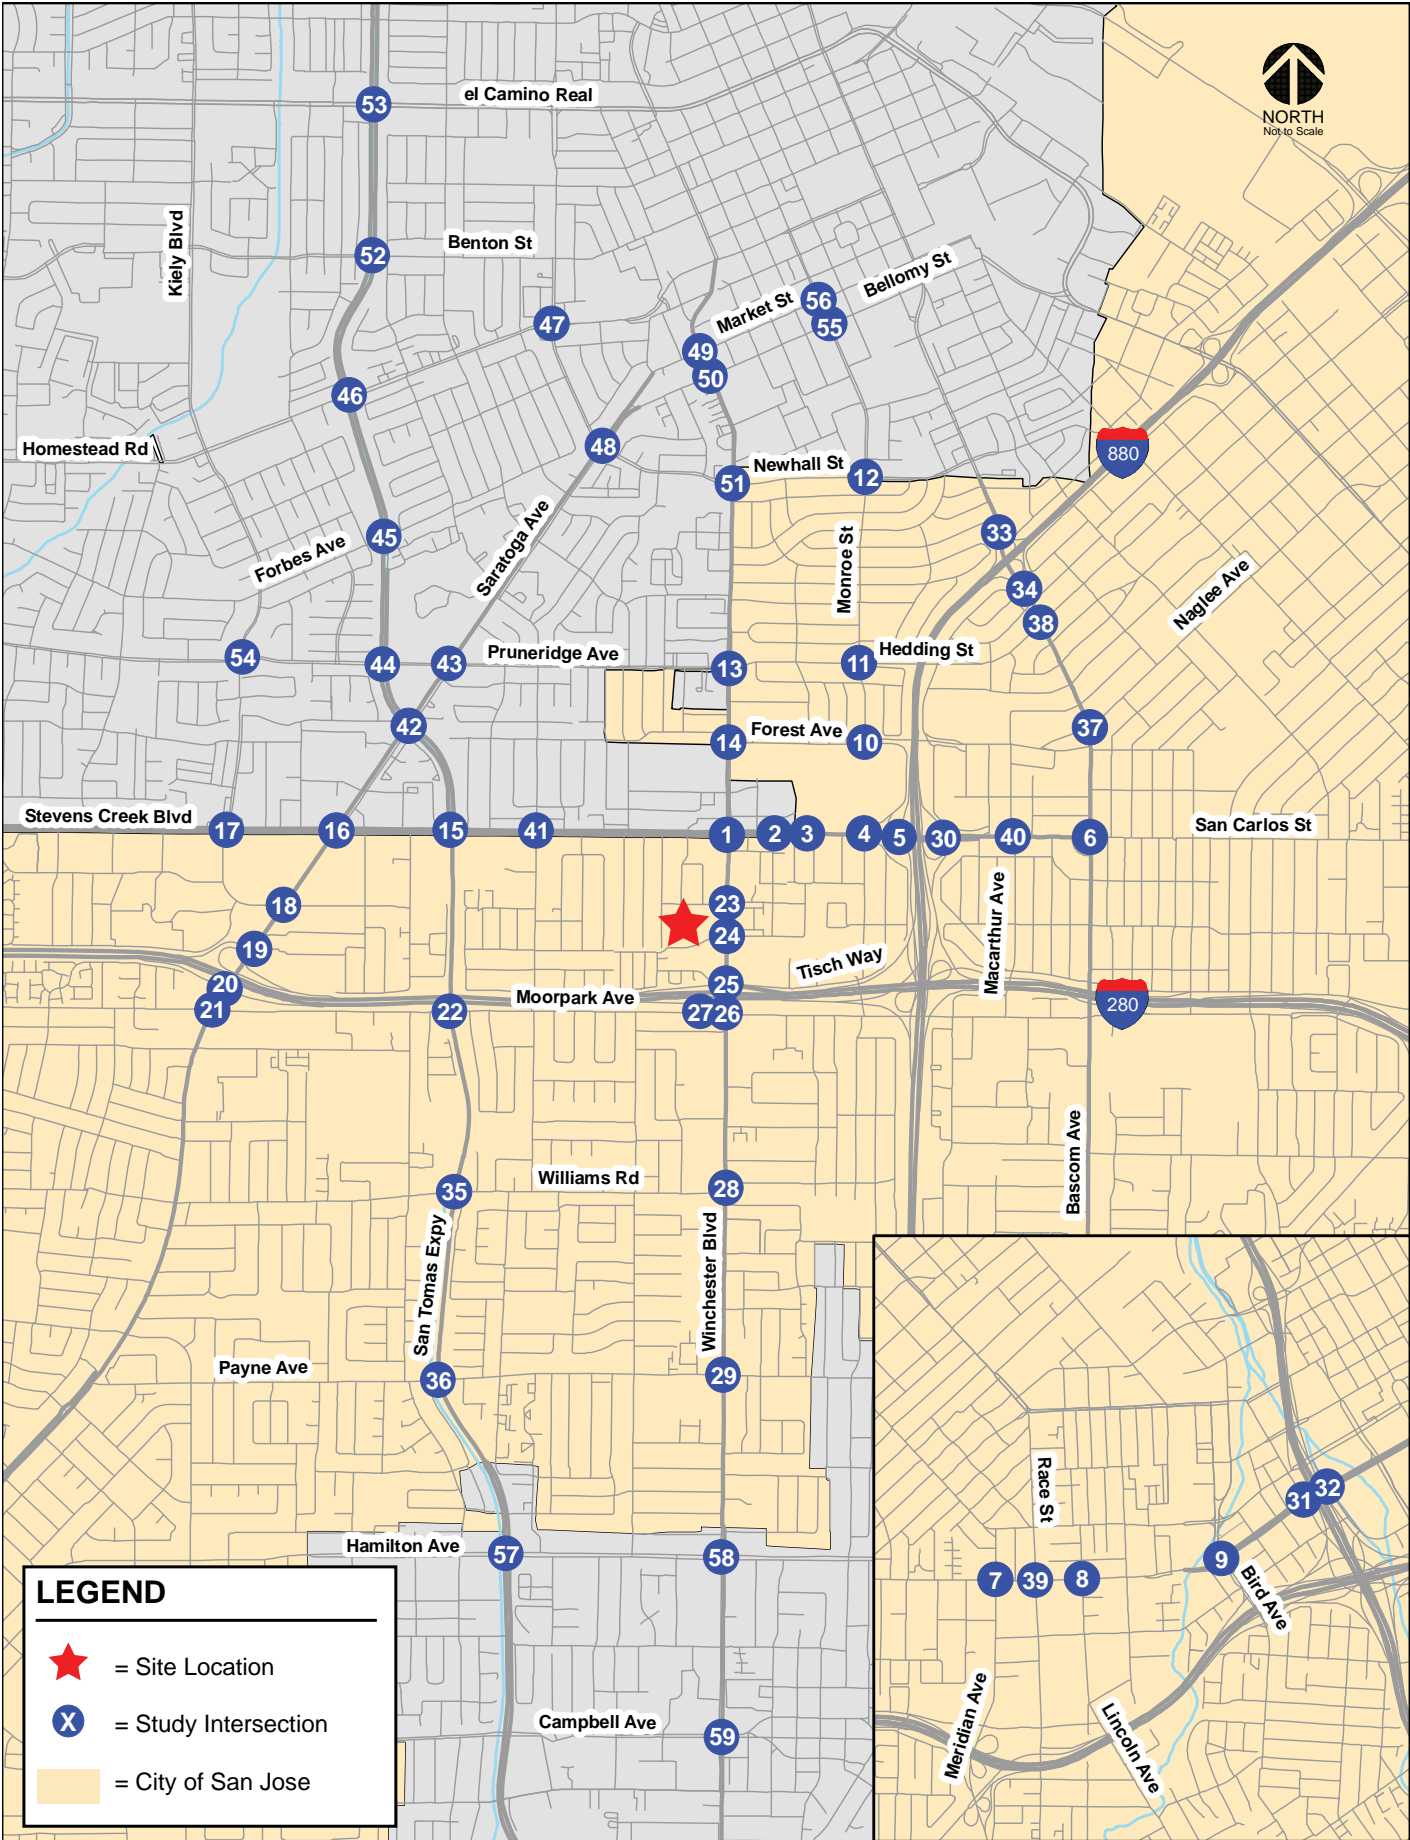 NORTH
Not to Scale
53
el Camino Real
Kiely Blvd
52
Benton St
47
Market St
56
55
Bellomy St
49
50
46
Homestead Rd
48
Newhall St
51
12
880
45
Forbes Ave
Saratoga Ave
Monroe St
33
34
38
Naglee Ave
54
44
43
Pruneridge Ave
13
11
Hedding St
42
14
Forest Ave
10
37
Stevens Creek Blvd
17
16
15
41
1
2
3
4
5
30
40
6
San Carlos St
18
23
24
19
Macarthur Ave
Tisch Way
20
21
22
Moorpark Ave
25
27
26
280
Bascom Ave
35
Williams Rd
28
San Tomas Expy
Winchester Blvd
Payne Ave
36
29
Race St
31
32
Hamilton Ave
57
58
7
39
8
9
Bird Ave
Meridian Ave
Lincoln Ave
Campbell Ave
59
LEGEND
= Site Location
X
= Study Intersection
= City of San Jose